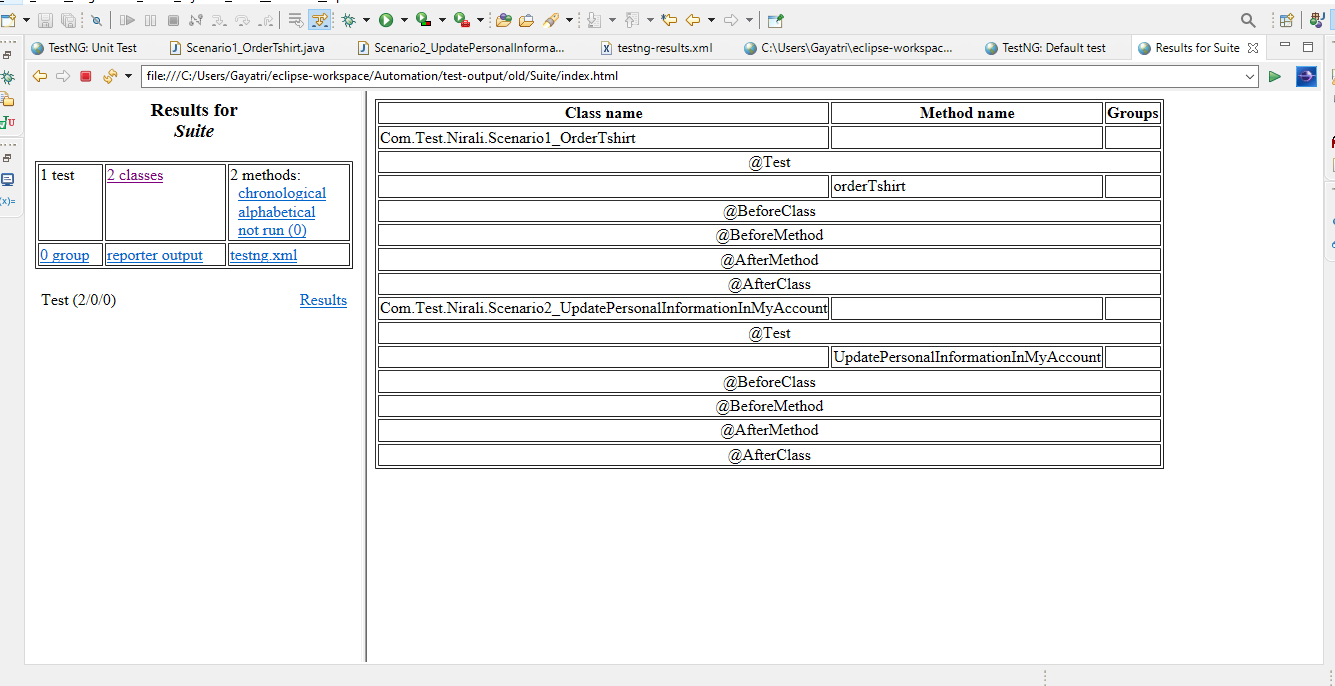 TestNG: Unit Test
Scenario1_OrderTshirt.java
Scenario2_UpdatePersonalInforma...
testng-results.xml
C:\Users\Gayatri\eclipse-workspac...
TestNG: Default test
Results for Suite
file:///C:/Users/Gayatri/eclipse-workspace/Automation/test-output/old/Suite/index.html
Results for
Suite
1 test
2 classes
2 methods:
chronological
alphabetical
not run (0)
0 group
reporter output
testng.xml
Test (2/0/0)
Results
Class name
Method name
Groups
Com.Test.Nirali.Scenario1_OrderTshirt
@Test
orderTshirt
@BeforeClass
@BeforeMethod
@AfterMethod
@AfterClass
Com.Test.Nirali.Scenario2_UpdatePersonalInformationInMyAccount
@Test
UpdatePersonalInformationInMyAccount
@BeforeClass
@BeforeMethod
@AfterMethod
@AfterClass